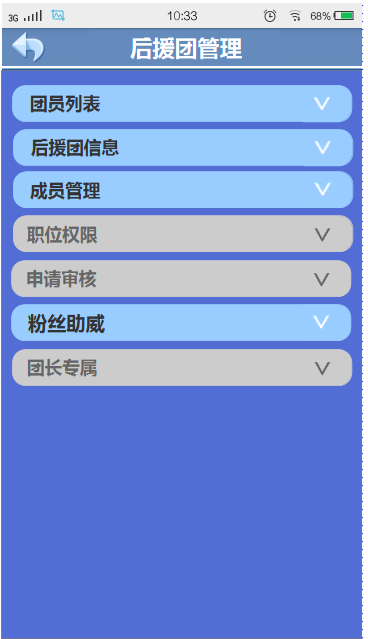 3G 10:33 68%
后援团管理
团员列表
后援团信息
成员管理
职位权限
申请审核
粉丝助威
团长专属